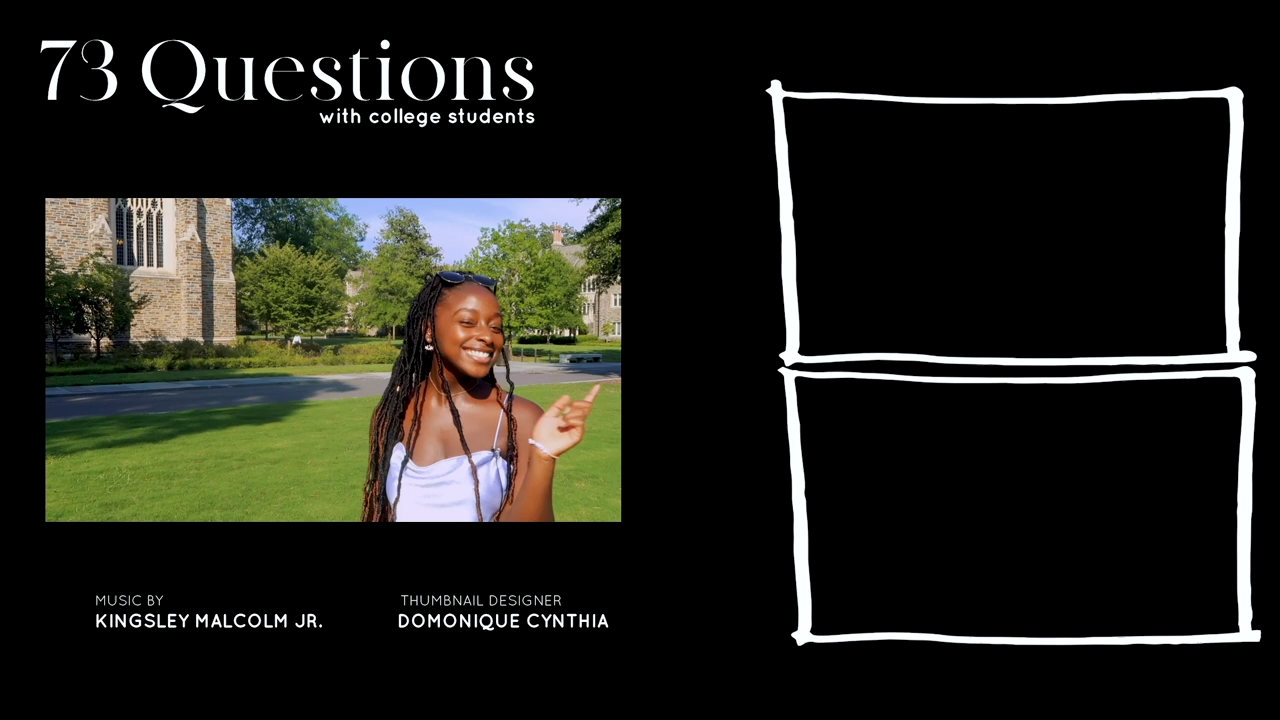 73 Questions
with college students
MUSIC BY
KINGSLEY MALCOLM JR.
THUMBNAIL DESIGNER
DOMONIQUE CYNTHIA